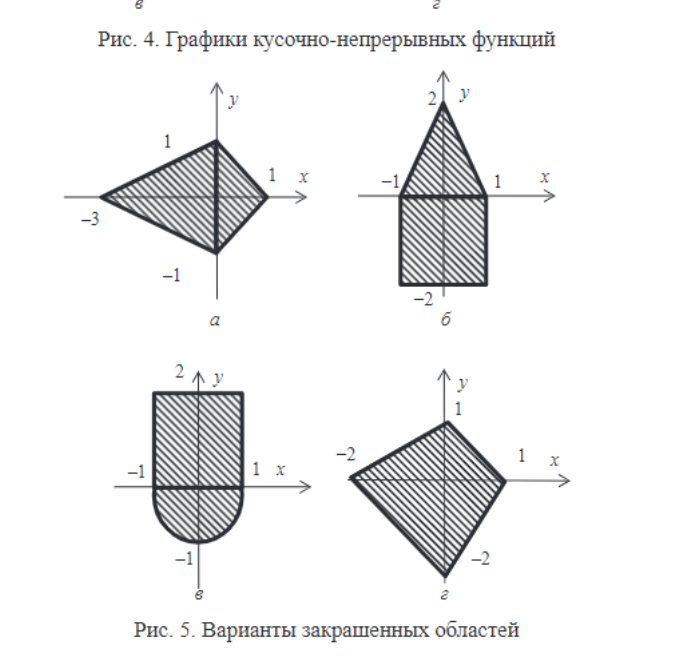 в г
Рис. 4. Графики кусочно-непрерывных функций
y 2 y
1 1 x −1 1 x
−3
−1 −2
а б
2 y y
1
−2
−1 1 x 1 x
−1 −2
в г
Рис. 5. Варианты закрашенных областей